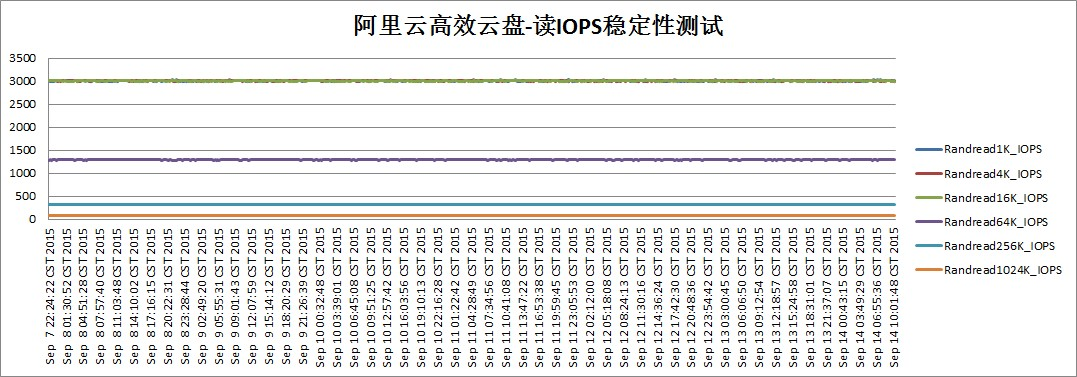 阿里云高效云盘-读IOPS稳定性测试
3500
3000
2500
2000
1500
1000
500
0
Randread1K_IOPS
Randread4K_IOPS
Randread16K_IOPS
Randread64K_IOPS
Randread256K_IOPS
Randread1024K_IOPS
Sep 7 22:24:22 CST 2015
Sep 8 01:30:52 CST 2015
Sep 8 04:51:28 CST 2015
Sep 8 07:57:40 CST 2015
Sep 8 11:03:48 CST 2015
Sep 8 14:10:02 CST 2015
Sep 8 17:16:15 CST 2015
Sep 8 20:22:31 CST 2015
Sep 8 23:28:44 CST 2015
Sep 9 02:49:20 CST 2015
Sep 9 05:55:31 CST 2015
Sep 9 09:01:43 CST 2015
Sep 9 12:07:59 CST 2015
Sep 9 15:14:12 CST 2015
Sep 9 18:20:29 CST 2015
Sep 9 21:26:39 CST 2015
Sep 10 00:32:48 CST 2015
Sep 10 03:39:01 CST 2015
Sep 10 06:45:08 CST 2015
Sep 10 09:51:25 CST 2015
Sep 10 12:57:42 CST 2015
Sep 10 16:03:56 CST 2015
Sep 10 19:10:13 CST 2015
Sep 10 22:16:28 CST 2015
Sep 11 01:22:42 CST 2015
Sep 11 04:28:49 CST 2015
Sep 11 07:34:56 CST 2015
Sep 11 10:41:08 CST 2015
Sep 11 13:47:22 CST 2015
Sep 11 16:53:38 CST 2015
Sep 11 19:59:45 CST 2015
Sep 11 23:05:53 CST 2015
Sep 12 02:12:00 CST 2015
Sep 12 05:18:08 CST 2015
Sep 12 08:24:13 CST 2015
Sep 12 11:30:16 CST 2015
Sep 12 14:36:24 CST 2015
Sep 12 17:42:30 CST 2015
Sep 12 20:48:36 CST 2015
Sep 12 23:54:42 CST 2015
Sep 13 03:00:45 CST 2015
Sep 13 06:06:50 CST 2015
Sep 13 09:12:54 CST 2015
Sep 13 12:18:57 CST 2015
Sep 13 15:24:58 CST 2015
Sep 13 18:31:01 CST 2015
Sep 13 21:37:07 CST 2015
Sep 14 00:43:15 CST 2015
Sep 14 03:49:29 CST 2015
Sep 14 06:55:36 CST 2015
Sep 14 10:01:48 CST 2015